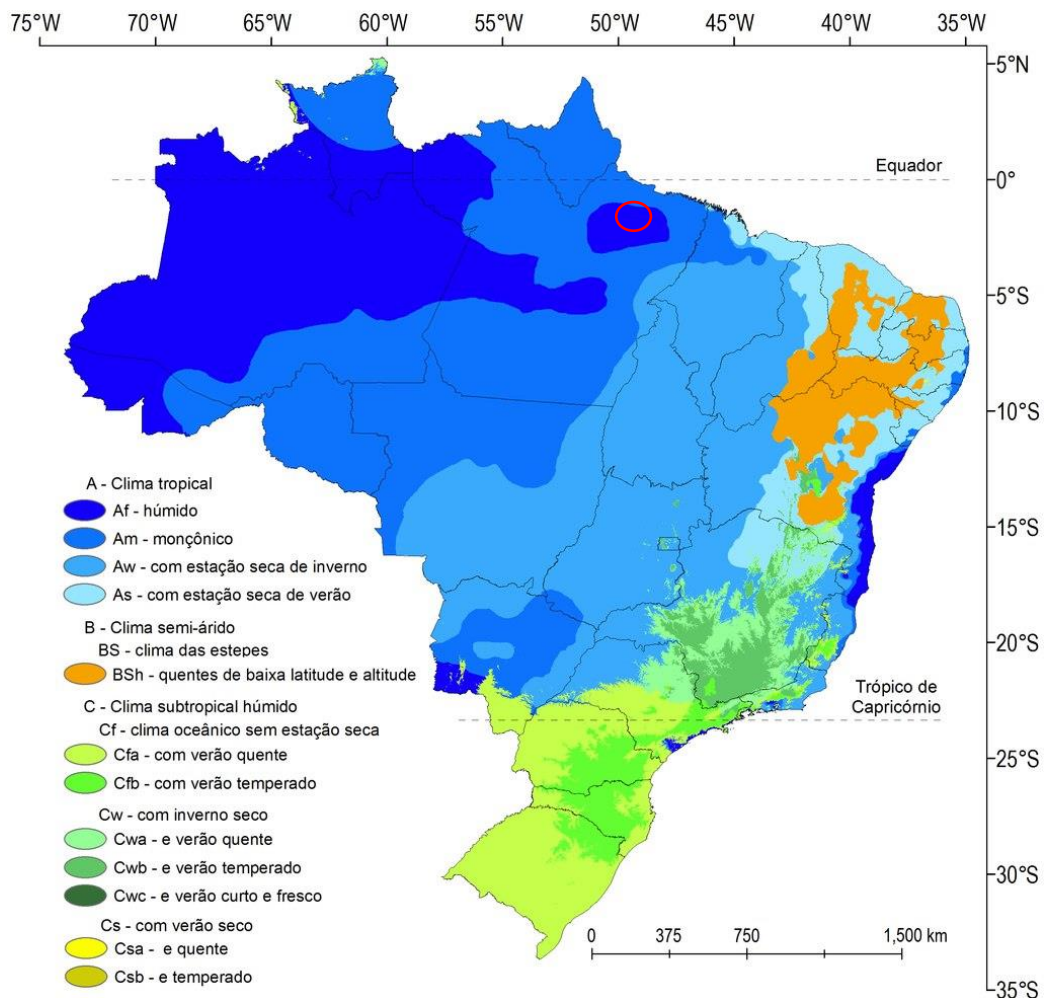 75°W 70°W 65°W 60°W 55°W 50°W 45°W 40°W 35°W
5°N
Equador
0°
5°S
10°S
A - Clima tropical
Af - húmido
Am - monçônico
15°S
Aw - com estação seca de inverno
As - com estação seca de verão
B - Clima semi-árido
BS - clima das estepes
20°S
BSh - quentes de baixa latitude e altitude
Trópico de
Capricórnio
C - Clima subtropical húmido
Cf - clima oceânico sem estação seca
Cfa - com verão quente
25°S
Cfb - com verão temperado
Cw - com inverno seco
Cwa - e verão quente
Cwb - e verão temperado
30°S
Cwc - e verão curto e fresco
Cs - com verão seco
0 375 750 1,500 km
Csa - e quente
Csb - e temperado
35°S